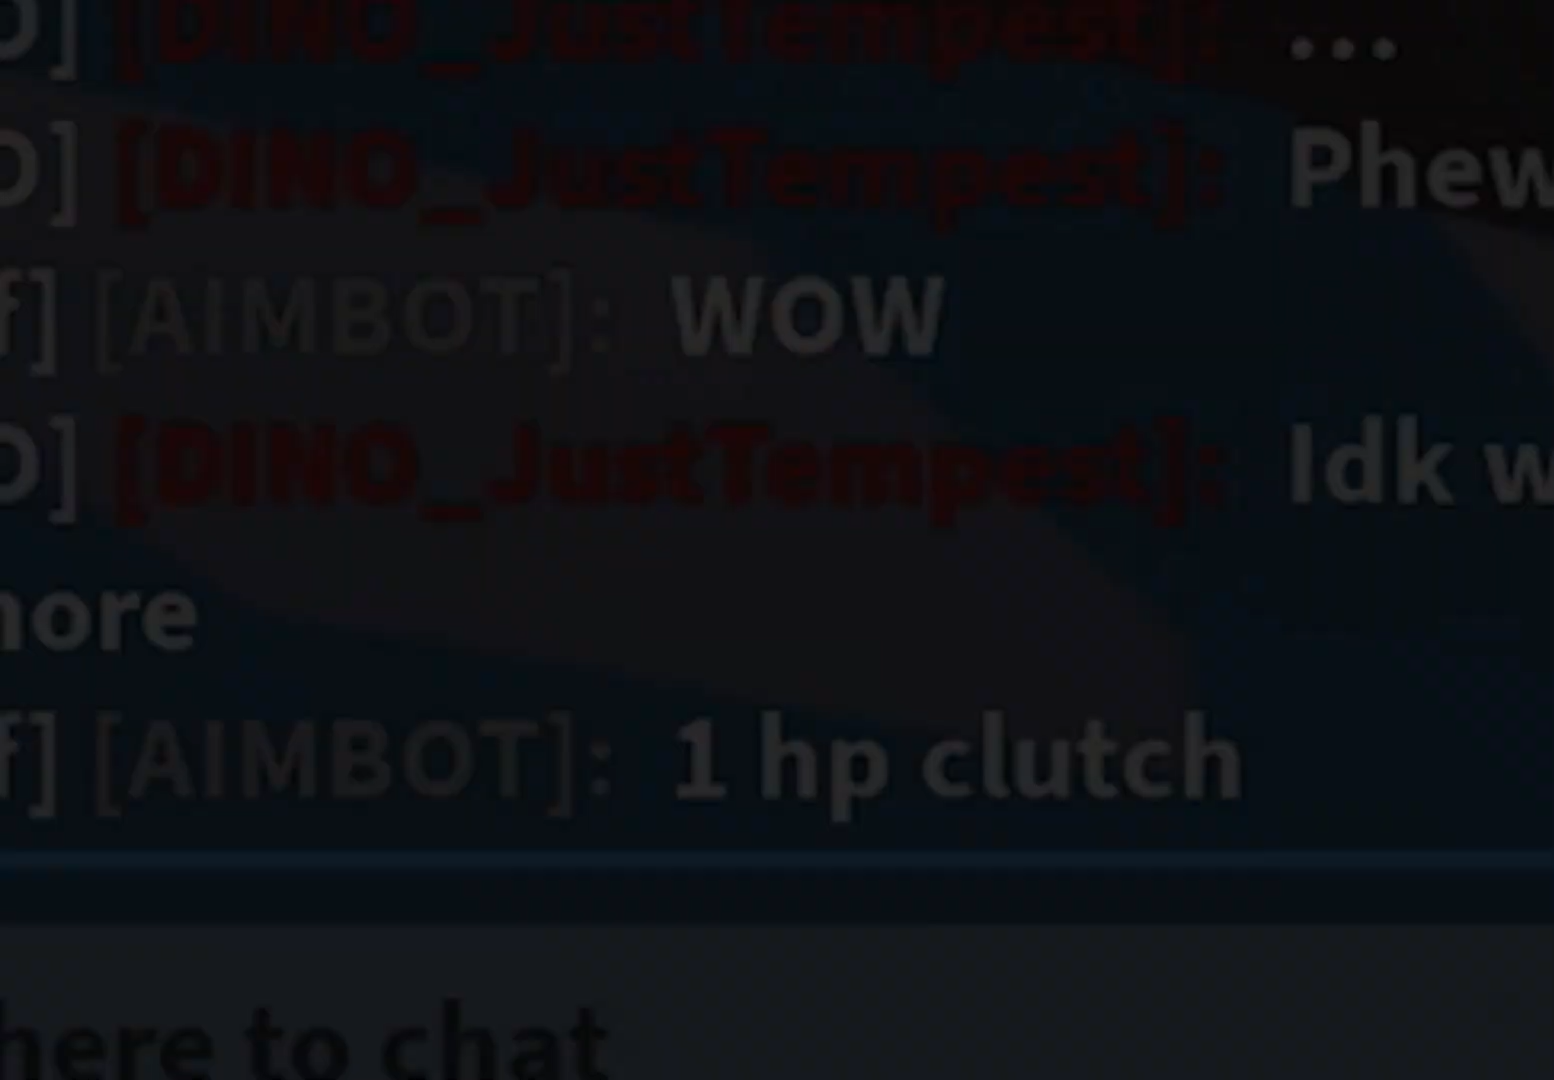 O] [DINO_JustTempest]: ...
O] [DINO_JustTempest]: Phew
f] [AIMBOT]: WOW
O] [DINO_JustTempest]: Idk w
nore
f] [AIMBOT]: 1 hp clutch
here to chat